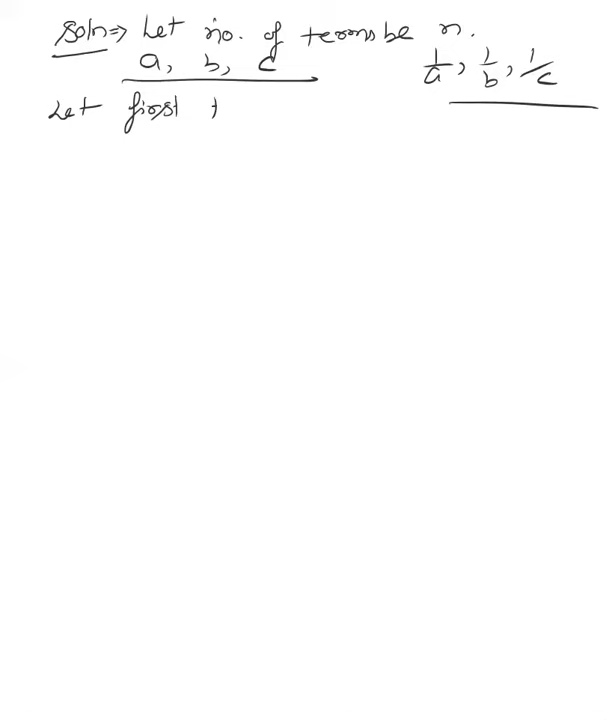 Soln⇒ Let no. of terms be n.
a, b, c
1/a, 1/b, 1/c
Let first t